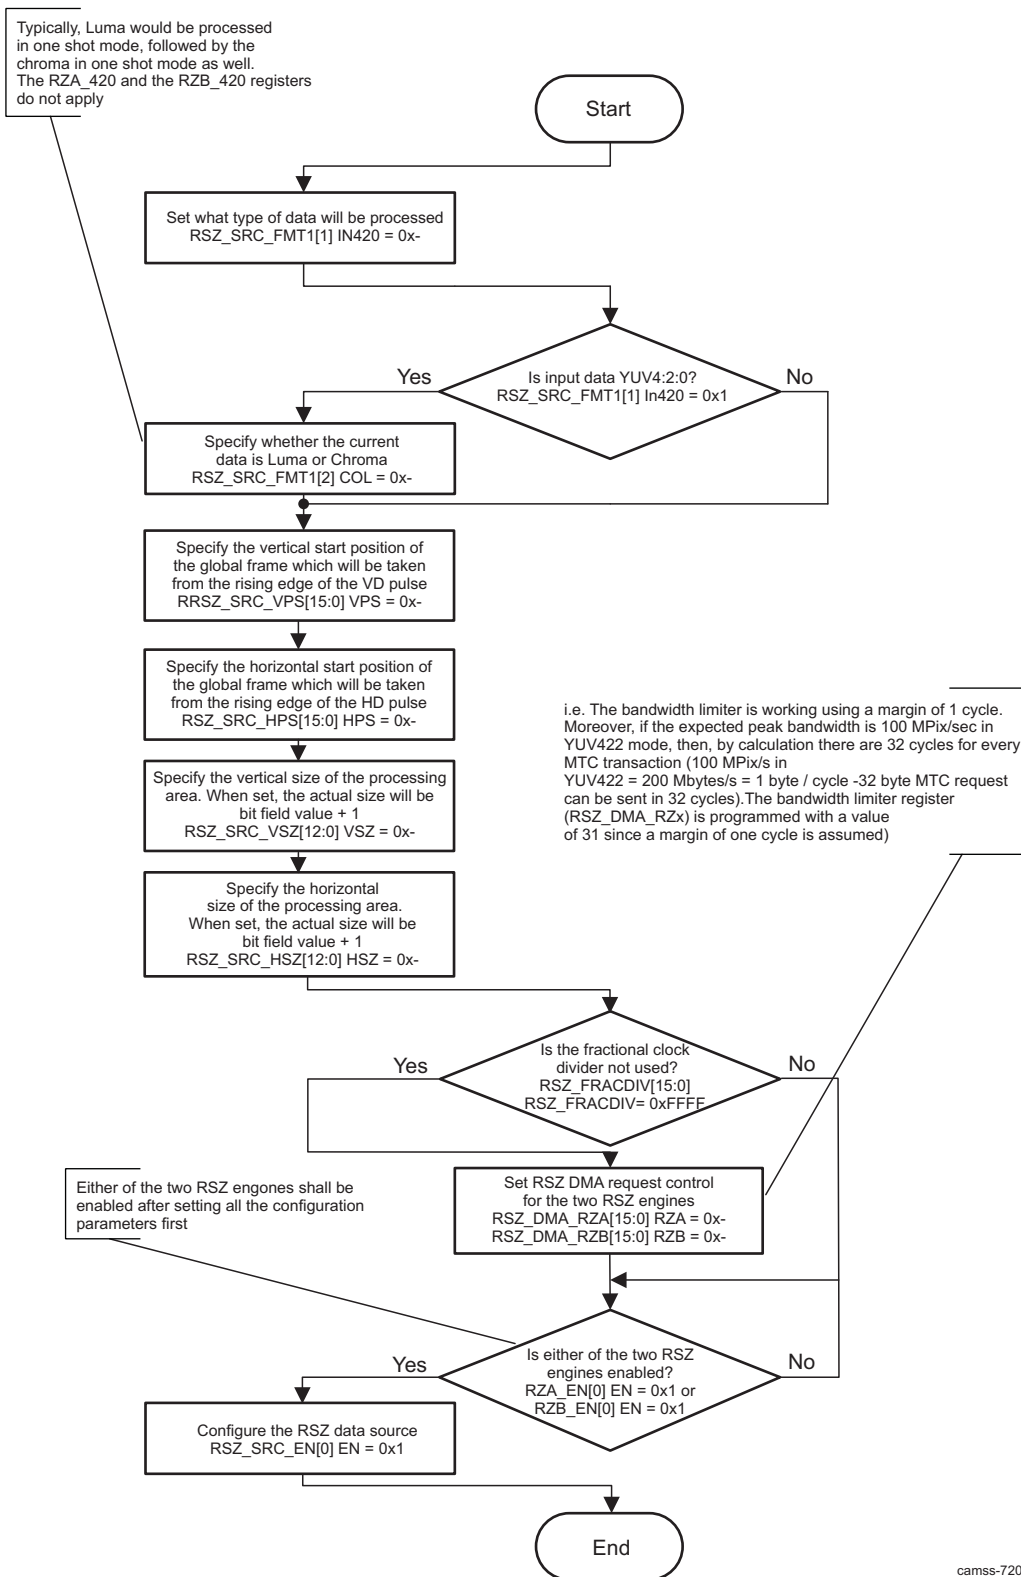 Typically, Luma would be processed
in one shot mode, followed by the
chroma in one shot mode as well.
The RZA_420 and the RZB_420 registers
do not apply
Start
Set what type of data will be processed
RSZ_SRC_FMT1[1] IN420 = 0x-
Is input data YUV4:2:0?
RSZ_SRC_FMT1[1] In420 = 0x1
Yes
No
Specify whether the current
data is Luma or Chroma
RSZ_SRC_FMT1[2] COL = 0x-
Specify the vertical start position of
the global frame which will be taken
from the rising edge of the VD pulse
RRSZ_SRC_VPS[15:0] VPS = 0x-
Specify the horizontal start position of
the global frame which will be taken
from the rising edge of the HD pulse
RSZ_SRC_HPS[15:0] HPS = 0x-
i.e. The bandwidth limiter is working using a margin of 1 cycle.
Moreover, if the expected peak bandwidth is 100 MPix/sec in
YUV422 mode, then, by calculation there are 32 cycles for every
MTC transaction (100 MPix/s in
YUV422 = 200 Mbytes/s = 1 byte / cycle -32 byte MTC request
can be sent in 32 cycles).The bandwidth limiter register
(RSZ_DMA_RZx) is programmed with a value
of 31 since a margin of one cycle is assumed)
Specify the vertical size of the processing
area. When set, the actual size will be
bit field value + 1
RSZ_SRC_VSZ[12:0] VSZ = 0x-
Specify the horizontal
size of the processing area.
When set, the actual size will be
bit field value + 1
RSZ_SRC_HSZ[12:0] HSZ = 0x-
Is the fractional clock
divider not used?
RSZ_FRACDIV[15:0]
RSZ_FRACDIV= 0xFFFF
Yes
No
Set RSZ DMA request control
for the two RSZ engines
RSZ_DMA_RZA[15:0] RZA = 0x-
RSZ_DMA_RZB[15:0] RZB = 0x-
Either of the two RSZ engones shall be
enabled after setting all the configuration
parameters first
Is either of the two RSZ
engines enabled?
RZA_EN[0] EN = 0x1 or
RZB_EN[0] EN = 0x1
Yes
No
Configure the RSZ data source
RSZ_SRC_EN[0] EN = 0x1
End
camss-720